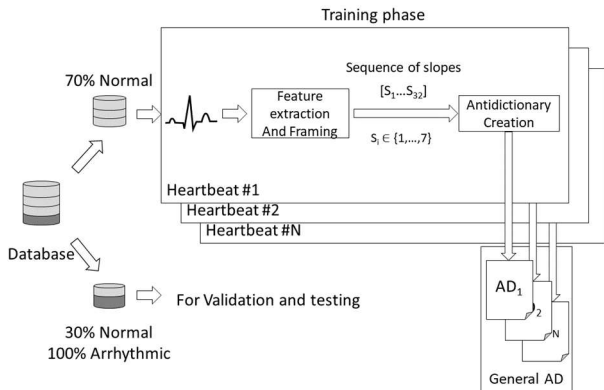 Training phase
70% Normal
Feature
extraction
And Framing
Sequence of slopes
[S1...S32]
Si ∈ {1,...,7}
Antidictionary
Creation
Heartbeat #1
Heartbeat #2
Heartbeat #N
Database
For Validation and testing
30% Normal
100% Arrhythmic
AD1
2
N
General AD